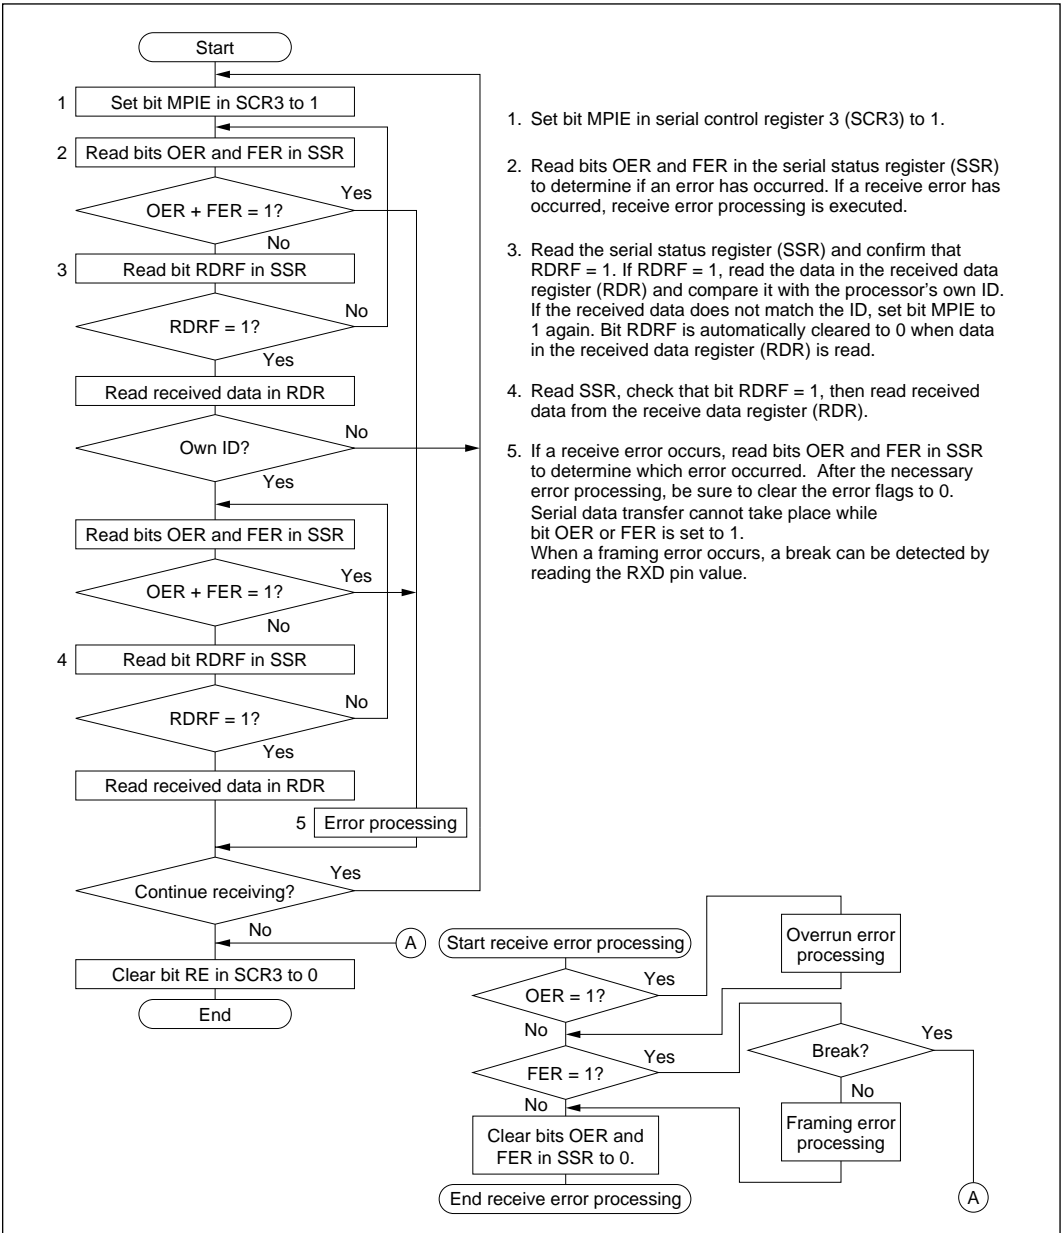 Start
1 Set bit MPIE in SCR3 to 1
2 Read bits OER and FER in SSR
OER + FER = 1?
Yes
No
3 Read bit RDRF in SSR
RDRF = 1?
No
Yes
Read received data in RDR
Own ID?
No
Yes
Read bits OER and FER in SSR
OER + FER = 1?
Yes
No
4 Read bit RDRF in SSR
RDRF = 1?
No
Yes
Read received data in RDR
5 Error processing
Continue receiving?
Yes
No
A
Clear bit RE in SCR3 to 0
End
1. Set bit MPIE in serial control register 3 (SCR3) to 1.
2. Read bits OER and FER in the serial status register (SSR)
to determine if an error has occurred. If a receive error has
occurred, receive error processing is executed.
3. Read the serial status register (SSR) and confirm that
RDRF = 1. If RDRF = 1, read the data in the received data
register (RDR) and compare it with the processor's own ID.
If the received data does not match the ID, set bit MPIE to
1 again. Bit RDRF is automatically cleared to 0 when data
in the received data register (RDR) is read.
4. Read SSR, check that bit RDRF = 1, then read received
data from the receive data register (RDR).
5. If a receive error occurs, read bits OER and FER in SSR
to determine which error occurred. After the necessary
error processing, be sure to clear the error flags to 0.
Serial data transfer cannot take place while
bit OER or FER is set to 1.
When a framing error occurs, a break can be detected by
reading the RXD pin value.
Start receive error processing
OER = 1?
Yes
No
Overrun error
processing
FER = 1?
Yes
No
Break?
Yes
No
Framing error
processing
A
Clear bits OER and
FER in SSR to 0.
End receive error processing